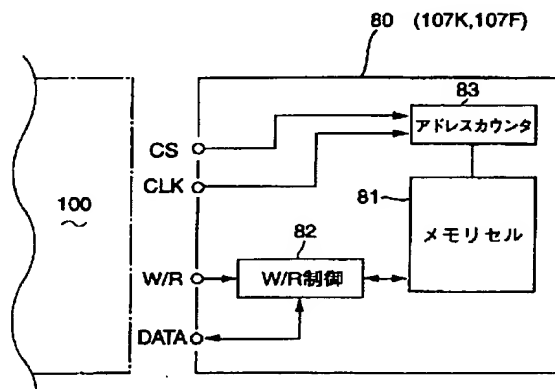 80 (107K,107F)
83
アドレスカウンタ
CS
CLK
81
メモリセル
100
82
W/R
W/R制御
DATA